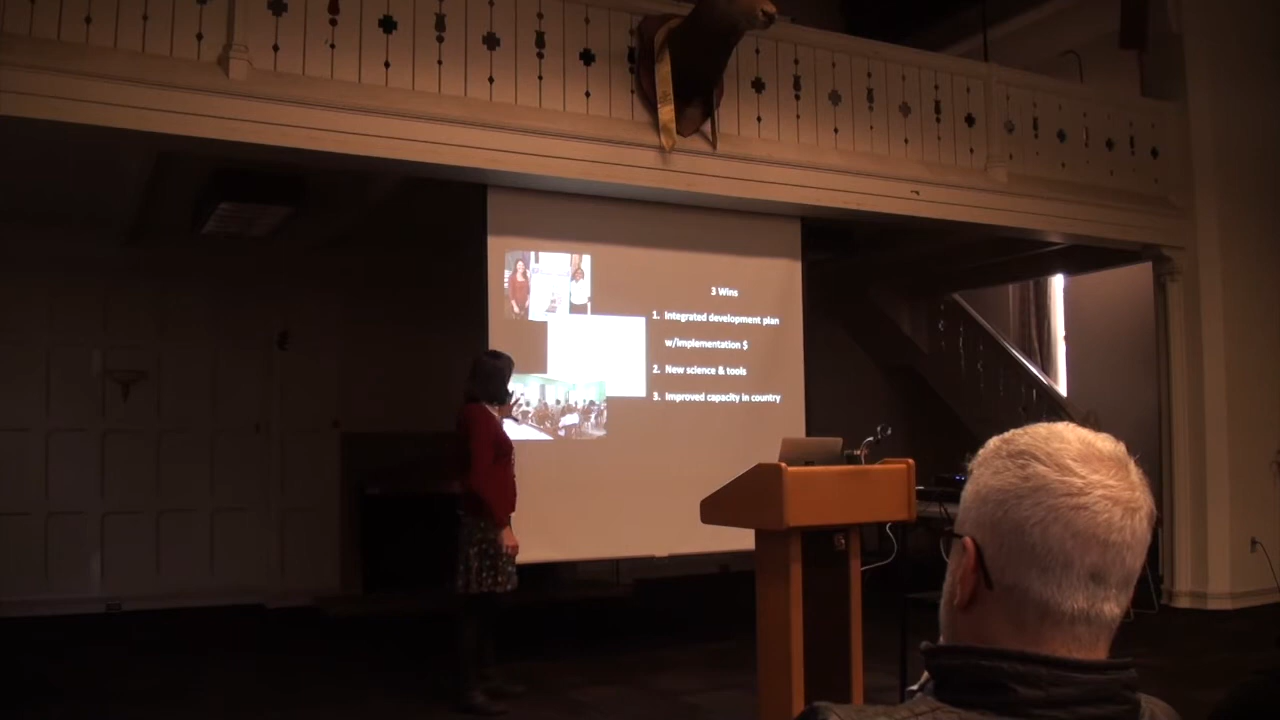 3 Wins
1. Integrated development plan
w/implementation $
2. New science & tools
3. Improved capacity in country